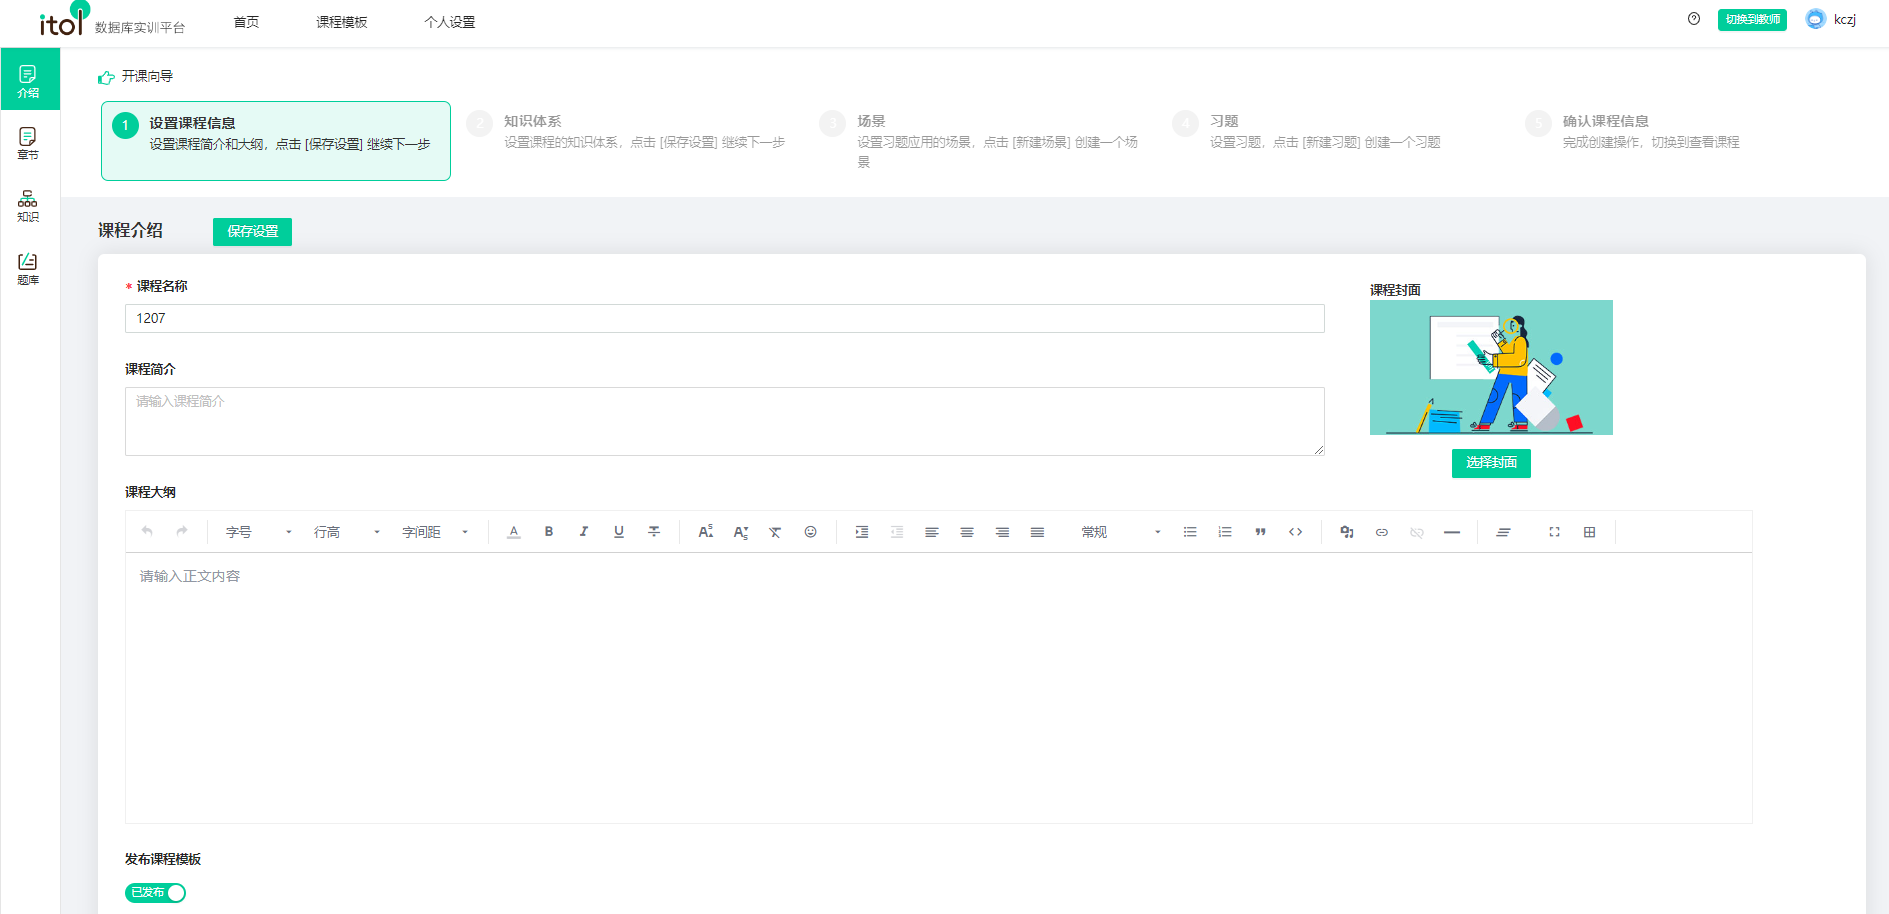 itol 数据库实训平台 首页 课程模板 个人设置 切换到教师 kczj
介绍
章节
知识
题库
开课向导
1 设置课程信息
设置课程简介和大纲，点击 [保存设置] 继续下一步
2 知识体系
设置课程的知识体系，点击 [保存设置] 继续下一步
3 场景
设置习题应用的场景，点击 [新建场景] 创建一个场
景
4 习题
设置习题，点击 [新建习题] 创建一个习题
5 确认课程信息
完成创建操作，切换到查看课程
课程介绍 保存设置
* 课程名称
1207
课程简介
请输入课程简介
课程封面
选择封面
课程大纲
字号 行高 字间距 常规
请输入正文内容
发布课程模板
已发布